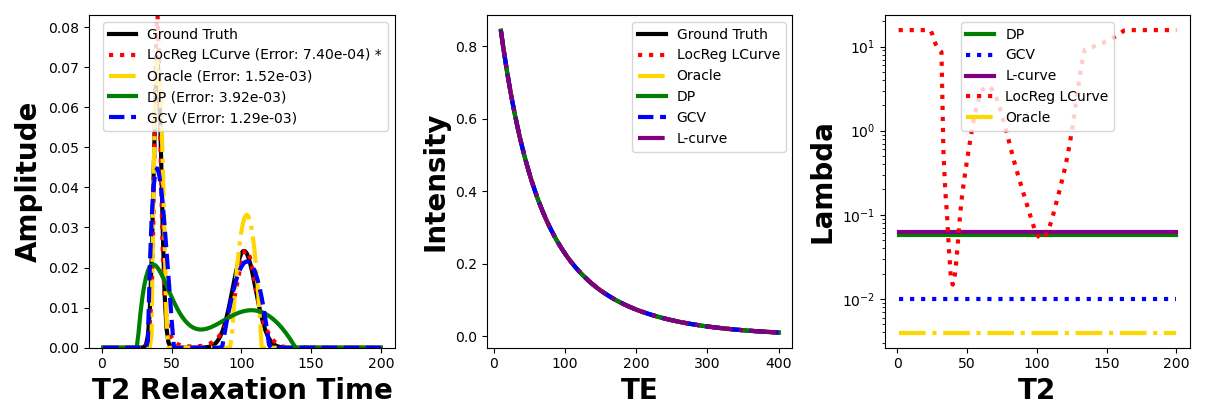 Amplitude
0.08
0.07
0.06
0.05
0.04
0.03
0.02
0.01
0.00
Ground Truth
LocReg LCurve (Error: 7.40e-04) *
Oracle (Error: 1.52e-03)
DP (Error: 3.92e-03)
GCV (Error: 1.29e-03)
0 50 100 150 200
T2 Relaxation Time
Intensity
0.8
0.6
0.4
0.2
0.0
Ground Truth
LocReg LCurve
Oracle
DP
GCV
L-curve
0 100 200 300 400
TE
Lambda
10¹
10⁰
10⁻¹
10⁻²
DP
GCV
L-curve
LocReg LCurve
Oracle
0 50 100 150 200
T2